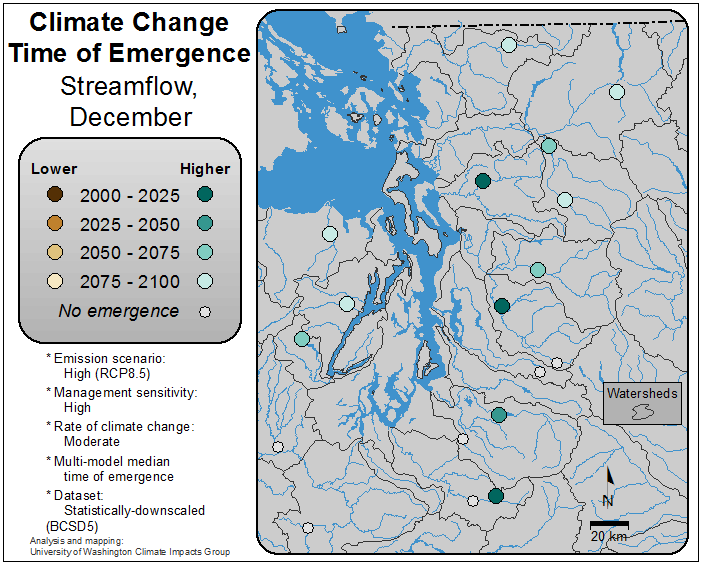 Climate Change
Time of Emergence
Streamflow,
December
Lower Higher
2000 - 2025
2025 - 2050
2050 - 2075
2075 - 2100
No emergence
* Emission scenario:
High (RCP8.5)
* Management sensitivity:
High
* Rate of climate change:
Moderate
* Multi-model median
time of emergence
* Dataset:
Statistically-downscaled
(BCSD5)
Analysis and mapping:
University of Washington Climate Impacts Group
Watersheds
N
20 km